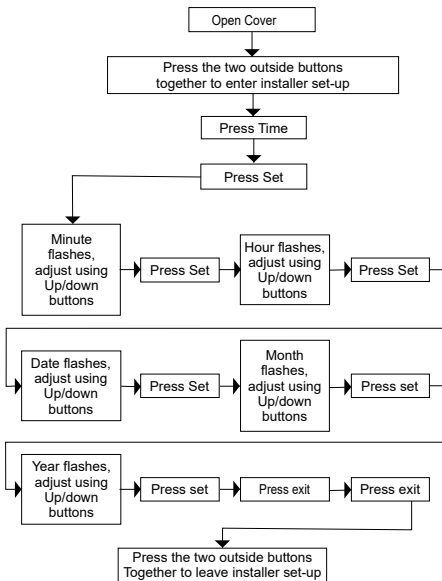 Open Cover
Press the two outside buttons
together to enter installer set-up
Press Time
Press Set
Minute
flashes,
adjust using
Up/down
buttons
Press Set
Hour flashes,
adjust using
Up/down
buttons
Press Set
Date flashes,
adjust using
Up/down
buttons
Press Set
Month
flashes,
adjust using
Up/down
buttons
Press set
Year flashes,
adjust using
Up/down
buttons
Press set
Press exit
Press exit
Press the two outside buttons
Together to leave installer set-up